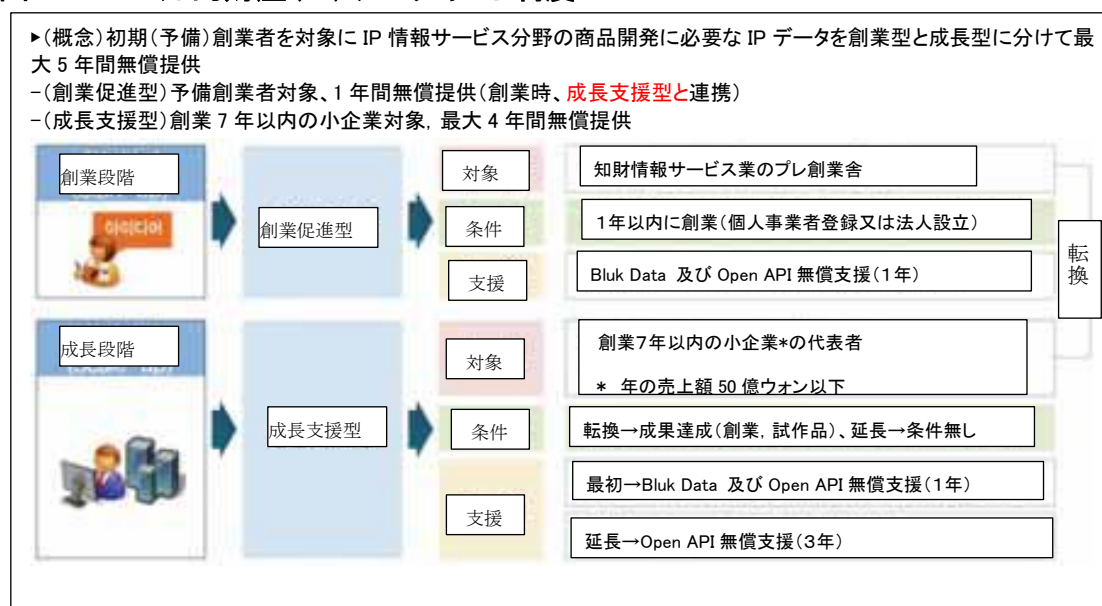 ▶(概念)初期(予備)創業者を対象に IP 情報サービス分野の商品開発に必要な IP データを創業型と成長型に分けて最
大 5 年間無償提供
-(創業促進型)予備創業者対象、1 年間無償提供(創業時、成長支援型と連携)
-(成長支援型)創業 7 年以内の小企業対象, 最大 4 年間無償提供
創業段階
아이디어
創業促進型
対象
知財情報サービス業のプレ創業舎
条件
1年以内に創業(個人事業者登録又は法人設立)
支援
Bluk Data 及び Open API 無償支援(1年)
転換
成長段階
成長支援型
対象
創業7年以内の小企業*の代表者
* 年の売上額 50 億ウォン以下
条件
転換→成果達成(創業, 試作品)、延長→条件無し
支援
最初→Bluk Data 及び Open API 無償支援(1年)
延長→Open API 無償支援(3年)